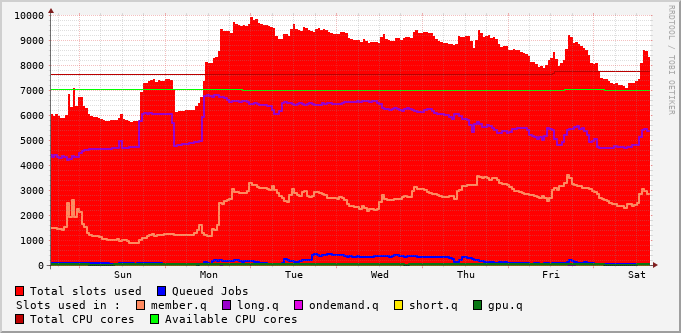 10000
9000
8000
7000
6000
5000
4000
3000
2000
1000
0
Sun Mon Tue Wed Thu Fri Sat
RRDTOOL / TOBI OETIKER
Total slots used Queued Jobs
Slots used in : member.q long.q ondemand.q short.q gpu.q
Total CPU cores Available CPU cores